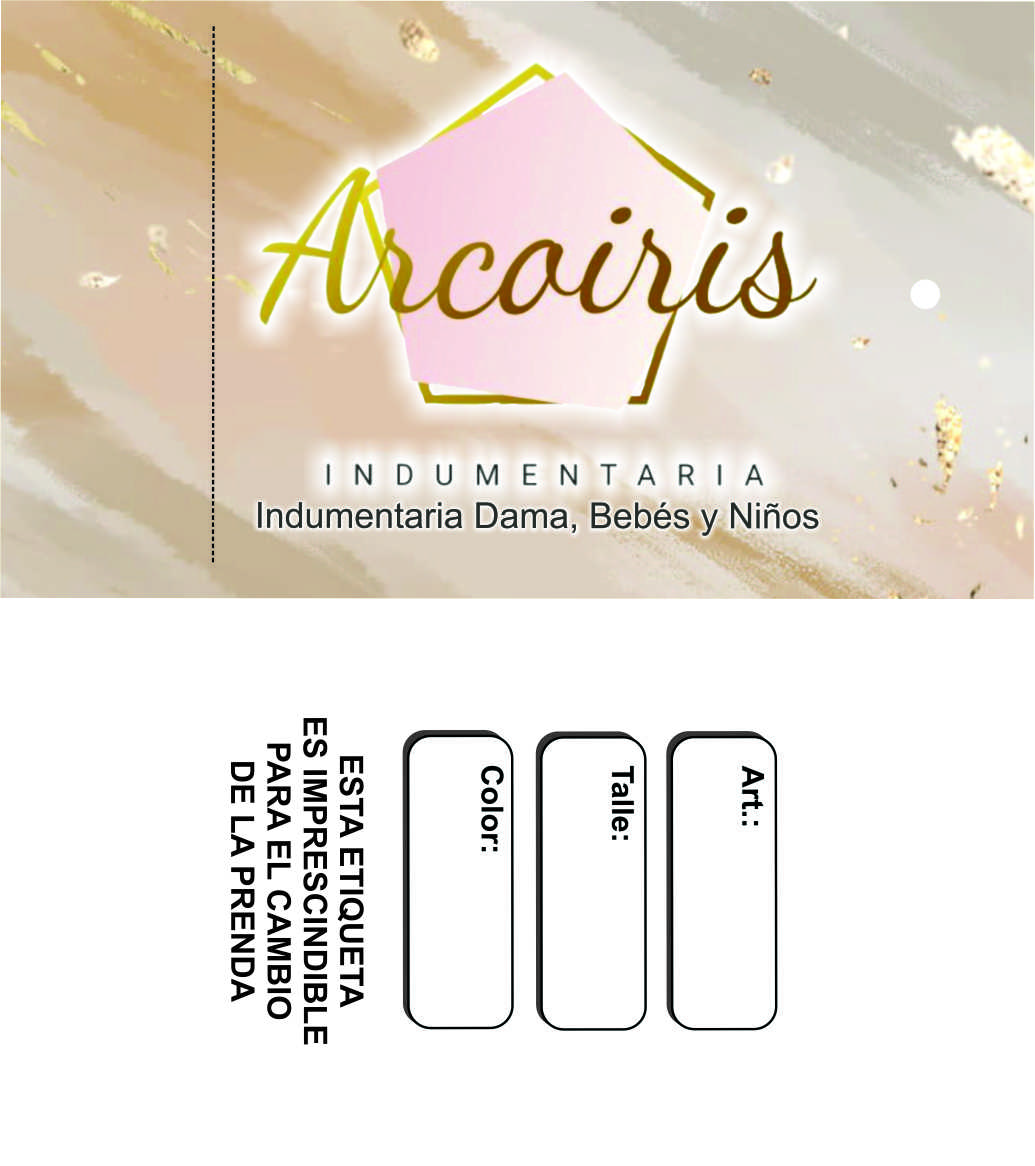 Arcoiris
INDUMENTARIA
Indumentaria Dama, Bebés y Niños
Art.:
Talle:
Color:
ESTA ETIQUETA
ES IMPRESCINDIBLE
PARA EL CAMBIO
DE LA PRENDA